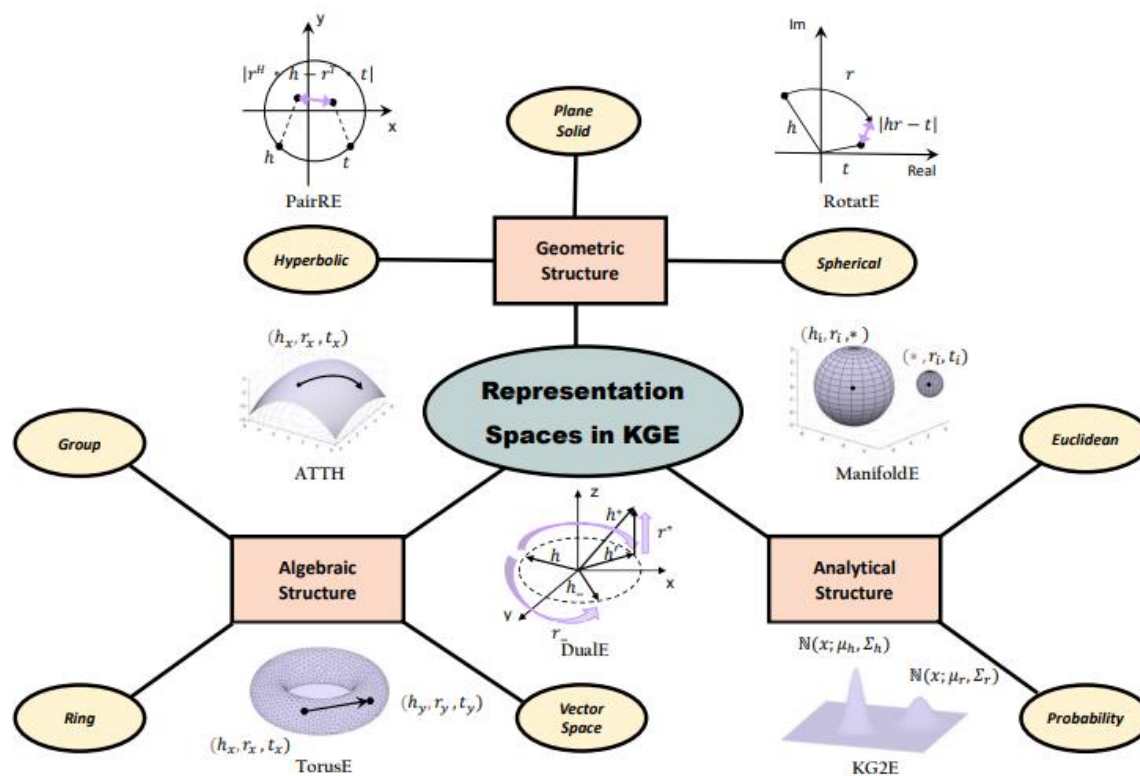 y
|r^H ∘ h − r^T ∘ t|
x
h
t
PairRE
Plane
Solid
Im
r
h
|hr − t|
t
Real
RotatE
Hyperbolic
Geometric
Structure
Spherical
(h_x, r_x, t_x)
ATTH
Representation
Spaces in KGE
(h_i, r_i, *)
(*, r_i, t_i)
ManifoldE
Group
Euclidean
z
h^+
r^+
h
h'
x
h_
y
r_
DualE
Algebraic
Structure
Analytical
Structure
ℕ(x; μ_h, Σ_h)
ℕ(x; μ_r, Σ_r)
KG2E
Ring
(h_y, r_y, t_y)
(h_x, r_x, t_x)
TorusE
Vector
Space
Probability